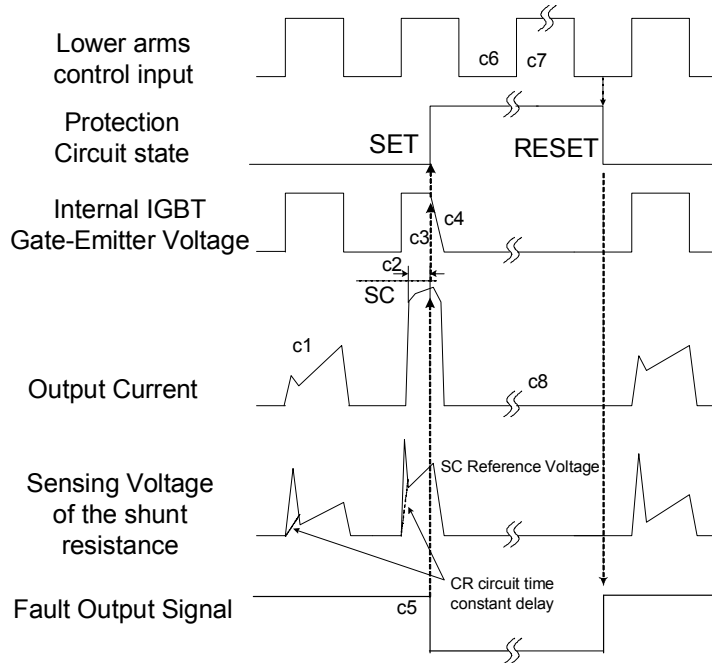 Lower arms
control input
c6
c7
Protection
Circuit state
SET
RESET
Internal IGBT
Gate-Emitter Voltage
c3
c4
c2
SC
c1
Output Current
c8
SC Reference Voltage
Sensing Voltage
of the shunt
resistance
CR circuit time
constant delay
Fault Output Signal
c5